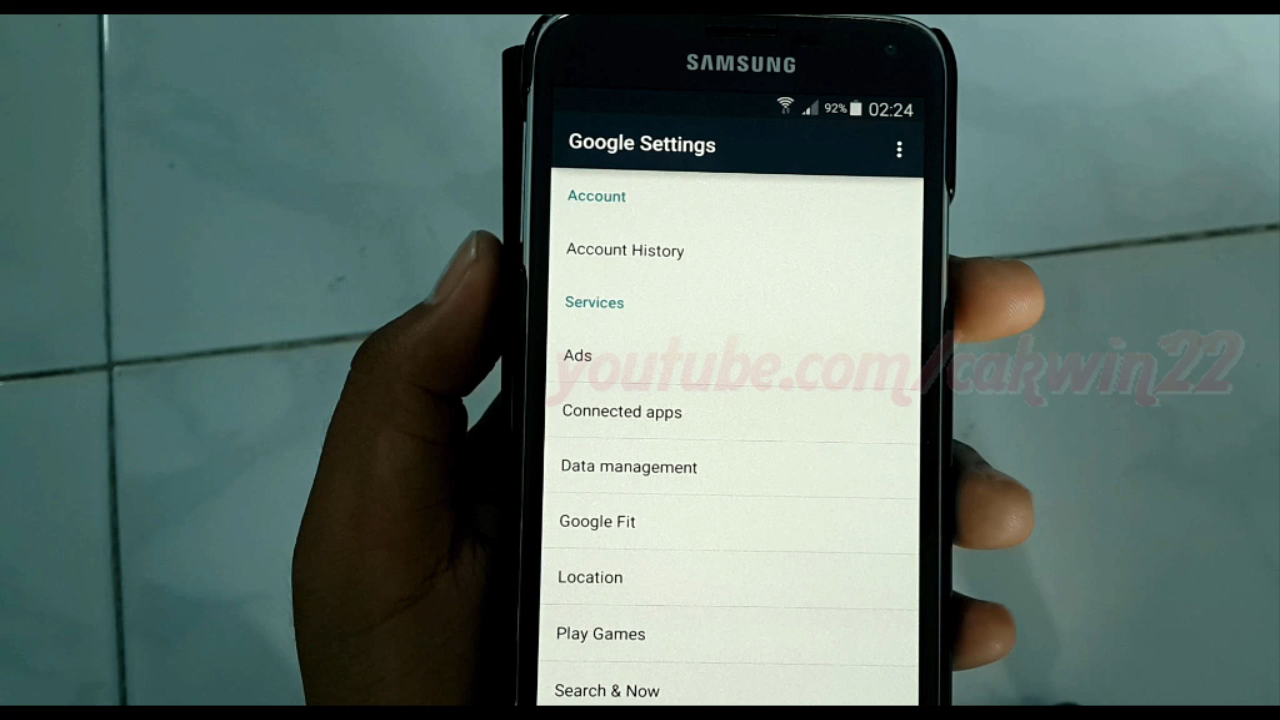 SAMSUNG
92% 02:24
Google Settings
Account
Account History
Services
Ads
youtube.com/cakwin22
Connected apps
Data management
Google Fit
Location
Play Games
Search & Now